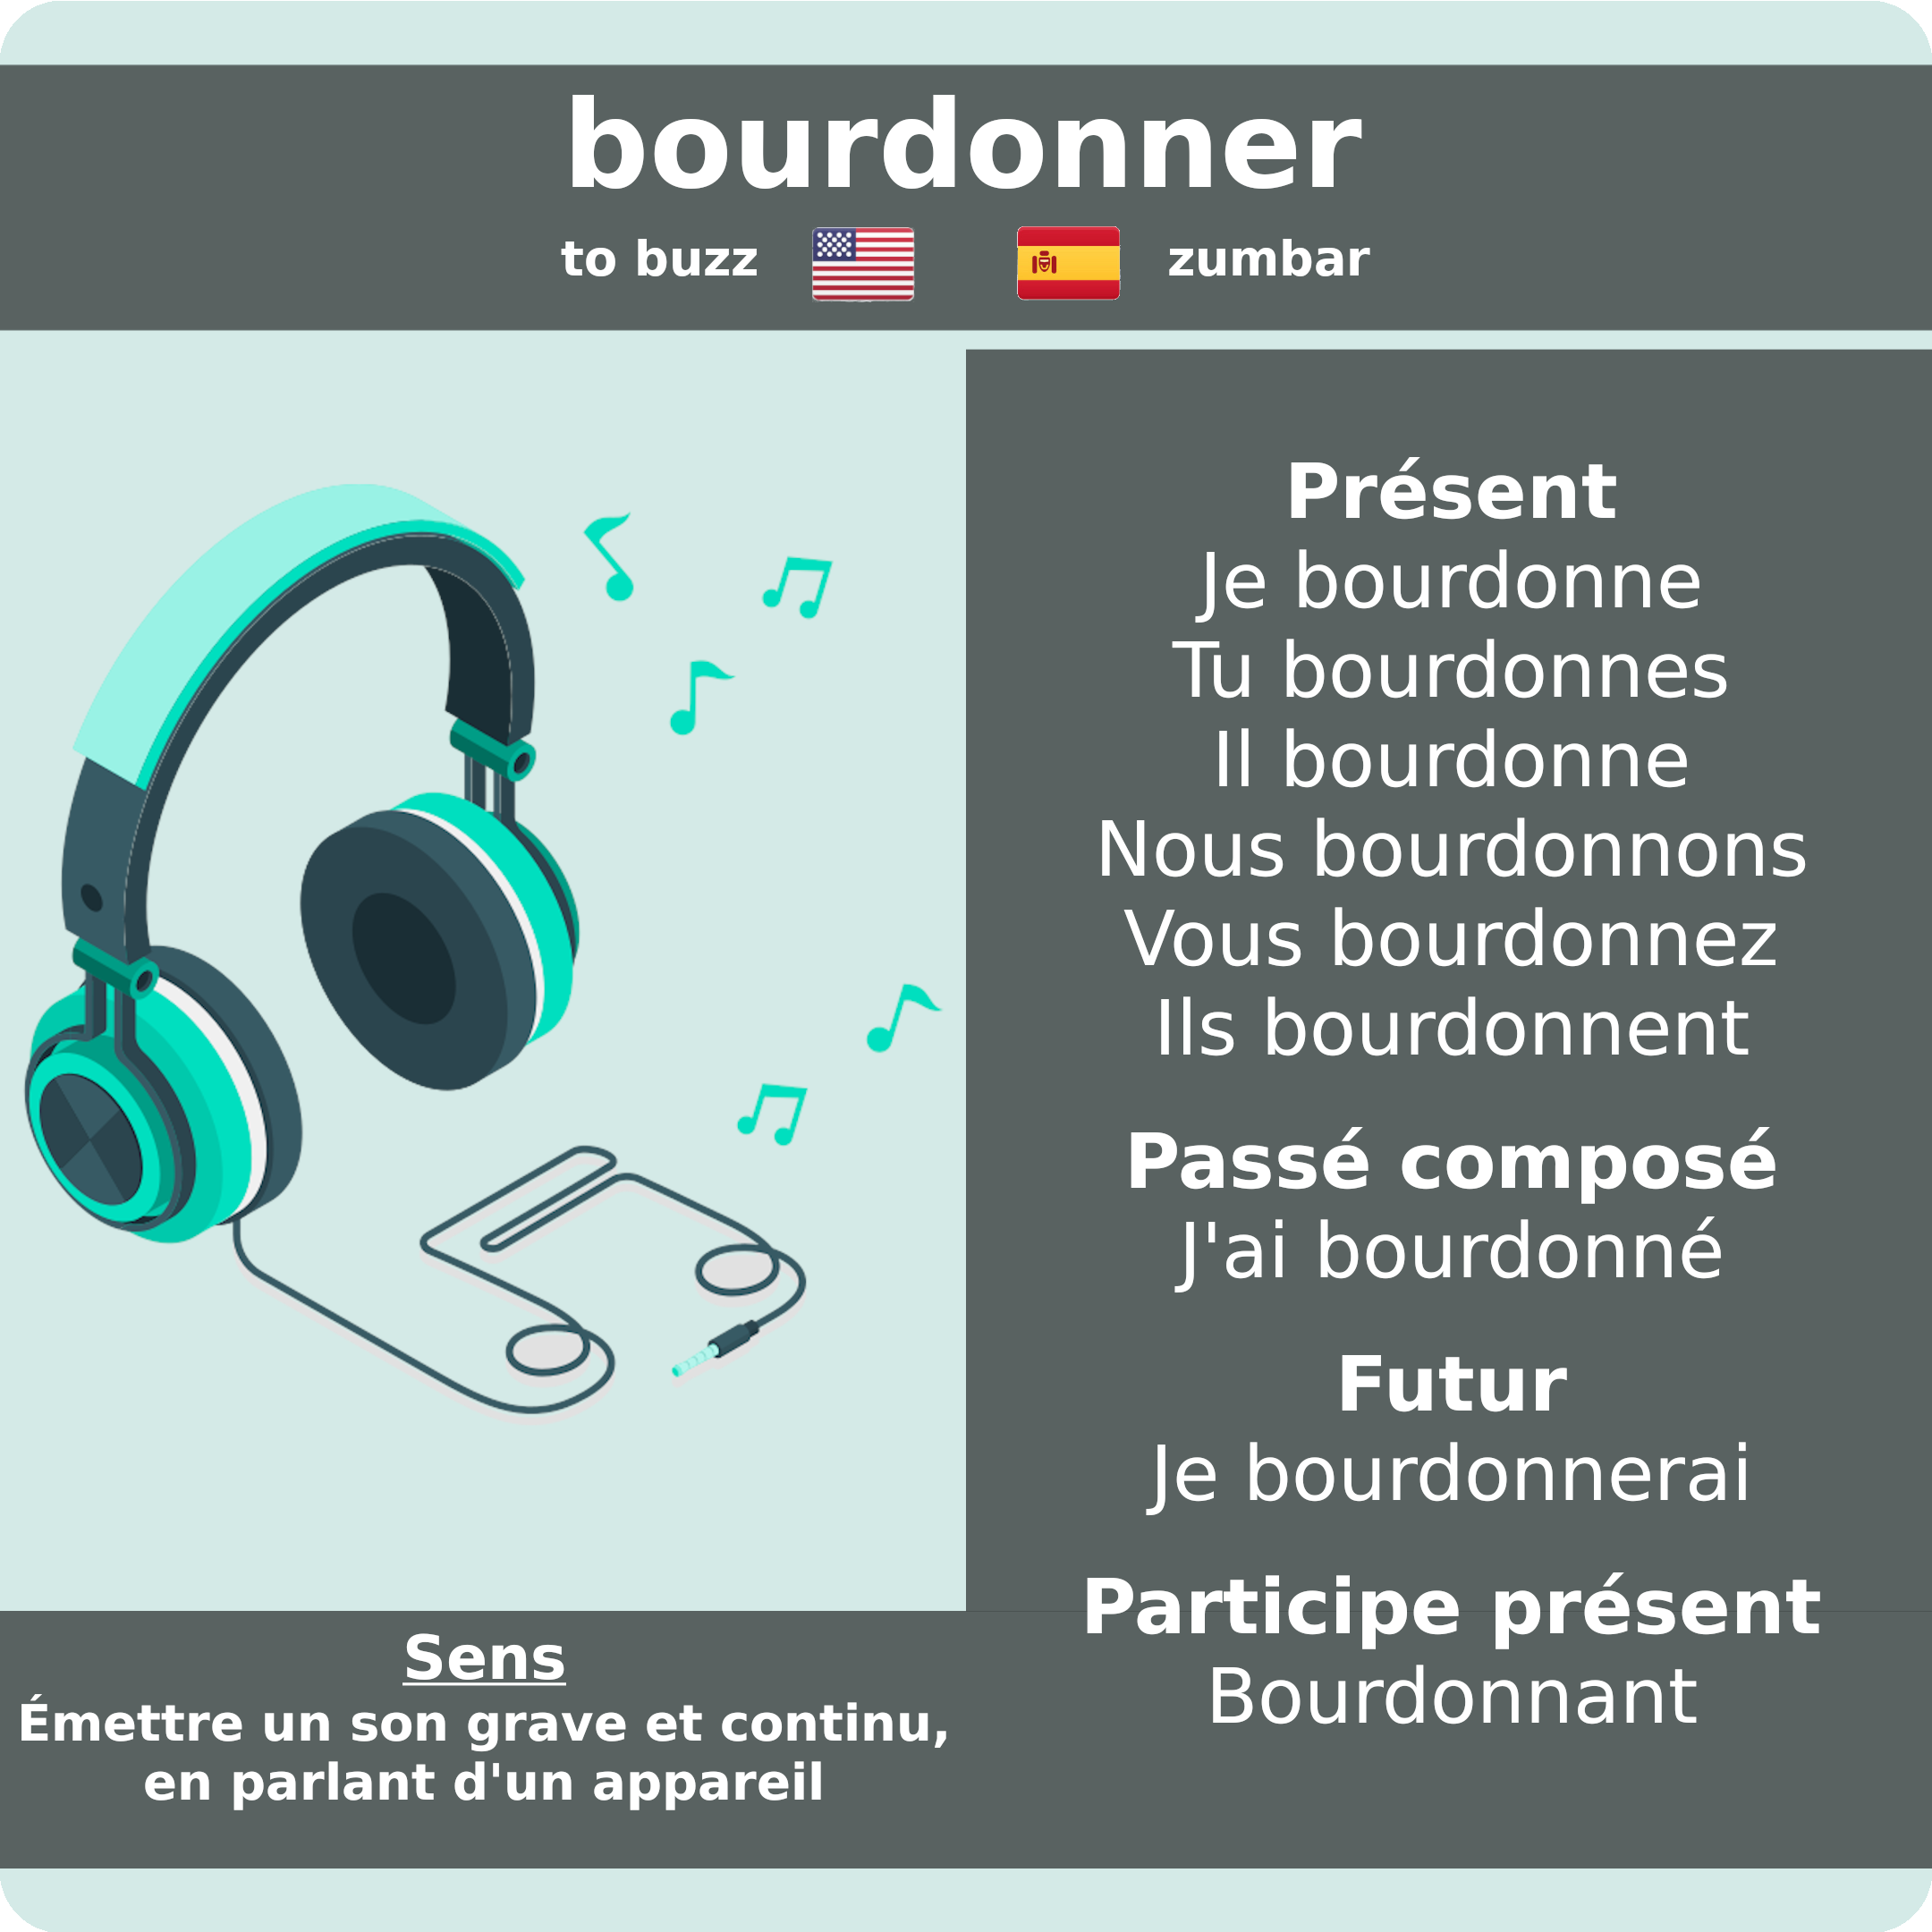 bourdonner
to buzz zumbar
Présent
Je bourdonne
Tu bourdonnes
Il bourdonne
Nous bourdonnons
Vous bourdonnez
Ils bourdonnent
Passé composé
J'ai bourdonné
Futur
Je bourdonnerai
Participe présent
Bourdonnant
Sens
Émettre un son grave et continu,
en parlant d'un appareil